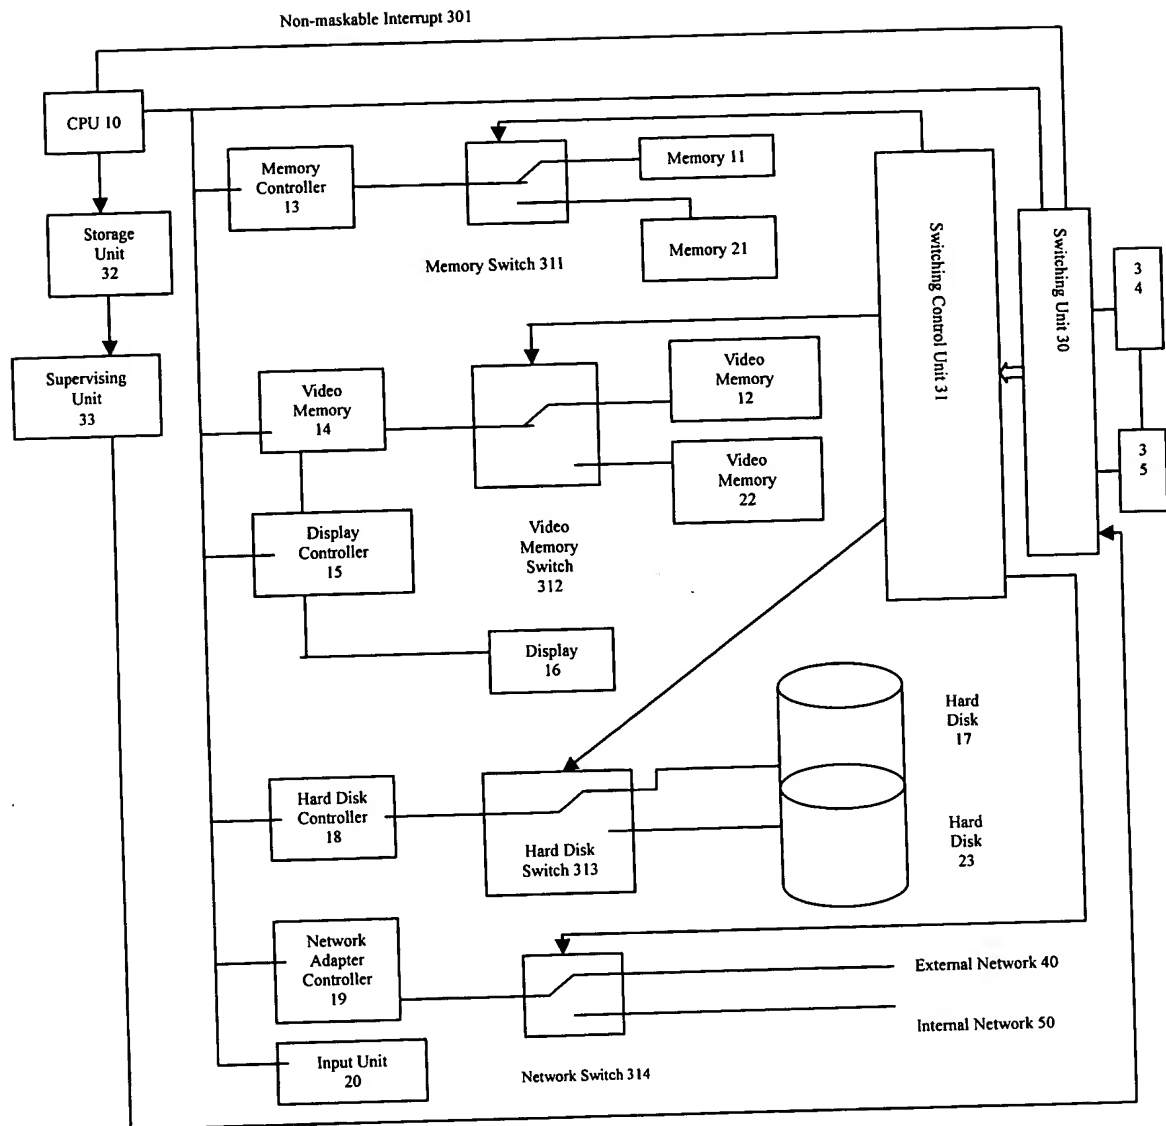 Non-maskable Interrupt 301
CPU 10
Memory
Controller
13
Memory 11
Memory 21
Memory Switch 311
Storage
Unit
32
Supervising
Unit
33
Switching Control Unit 31
Switching Unit 30
3
4
3
5
Video
Memory
14
Video
Memory
12
Video
Memory
22
Display
Controller
15
Video
Memory
Switch
312
Display
16
Hard
Disk
17
Hard Disk
Controller
18
Hard Disk
Switch 313
Hard
Disk
23
Network
Adapter
Controller
19
External Network 40
Internal Network 50
Input Unit
20
Network Switch 314